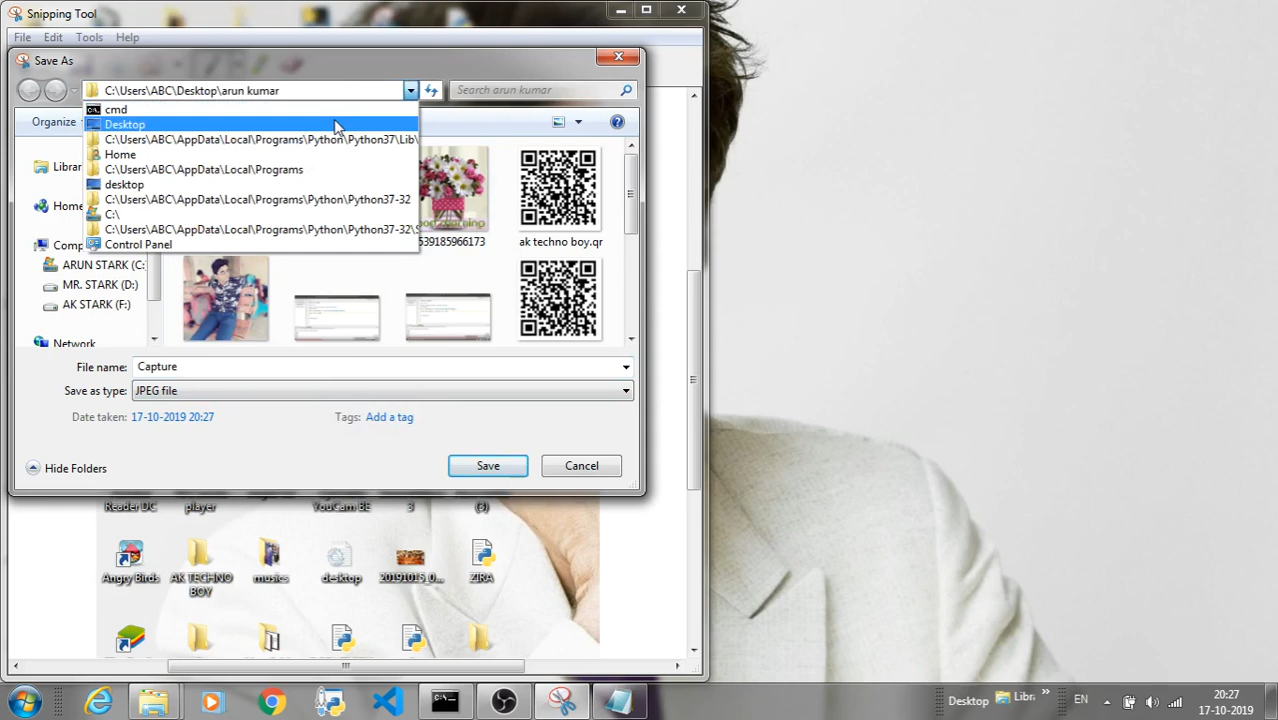 Snipping Tool
File Edit Tools Help
Save As
C:\Users\ABC\Desktop\arun kumar
Search arun kumar
cmd
Desktop
C:\Users\ABC\AppData\Local\Programs\Python\Python37\Lib\
Home
C:\Users\ABC\AppData\Local\Programs
desktop
C:\Users\ABC\AppData\Local\Programs\Python\Python37-32
C:\
C:\Users\ABC\AppData\Local\Programs\Python\Python37-32\
Control Panel
Organize
Librar
Home
Comp
ARUN STARK (C:
MR. STARK (D:)
AK STARK (F:)
Network
539185966173
ak techno boy.qr
File name: Capture
Save as type: JPEG file
Date taken: 17-10-2019 20:27 Tags: Add a tag
Hide Folders Save Cancel
Reader DC player YouCam BE 3 (3)
Angry Birds AK TECHNO BOY musics desktop 20191015_0... ZIRA
Desktop Libr EN 20:27
17-10-2019